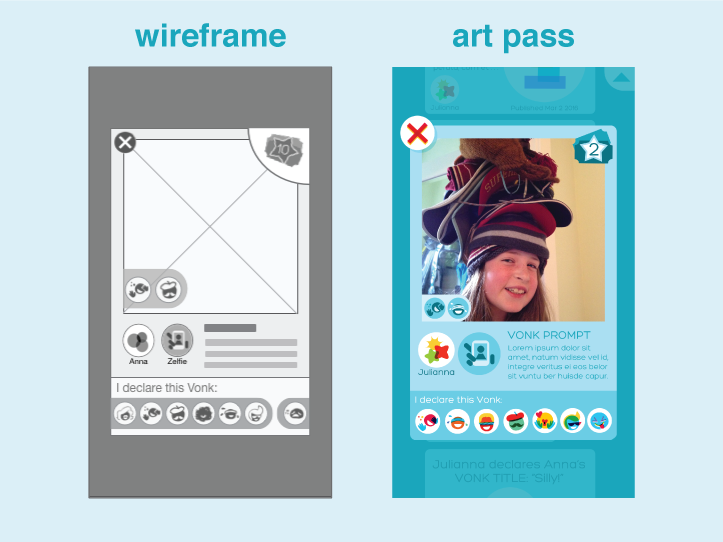 wireframe
art pass
10
Anna
Zelfie
I declare this Vonk:
Julianna
2
VONK PROMPT
Lorem ipsum dolor sit
amet, natum vidisse vel id,
integre ventus ei eos belor
sit vuntu ber huisde capur.
Julianna
I declare this Vonk:
Julianna declares Anna's
VONK TITLE: "Silly!"